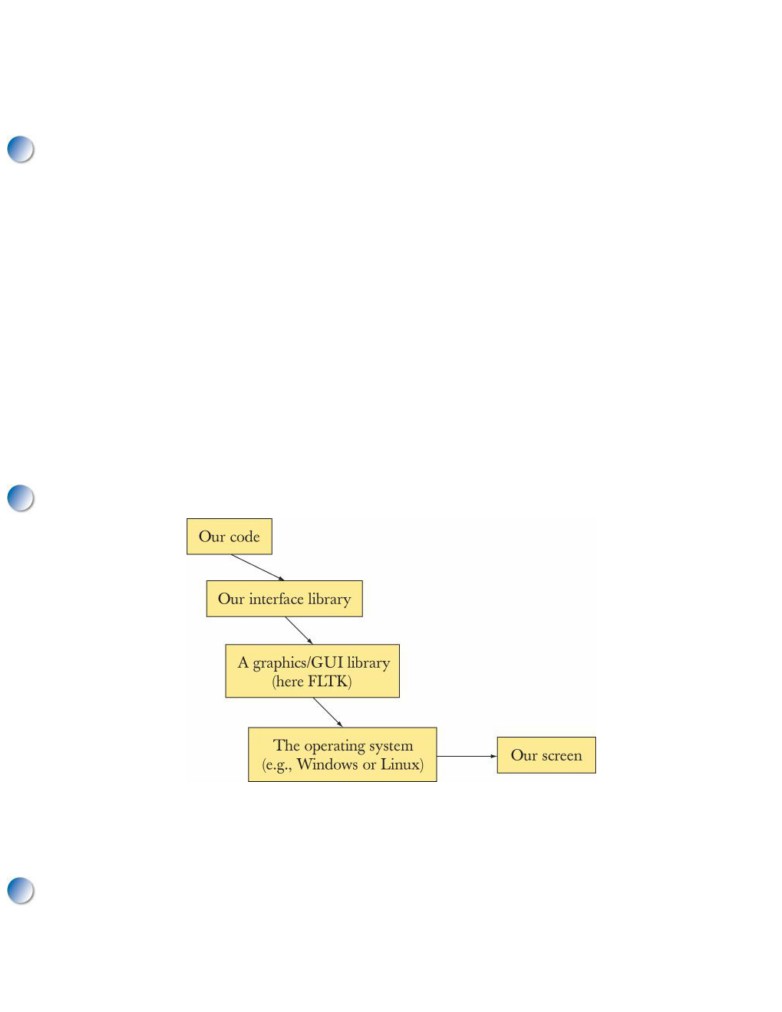 Our code
Our interface library
A graphics/GUI library
(here FLTK)
The operating system
(e.g., Windows or Linux)
Our screen